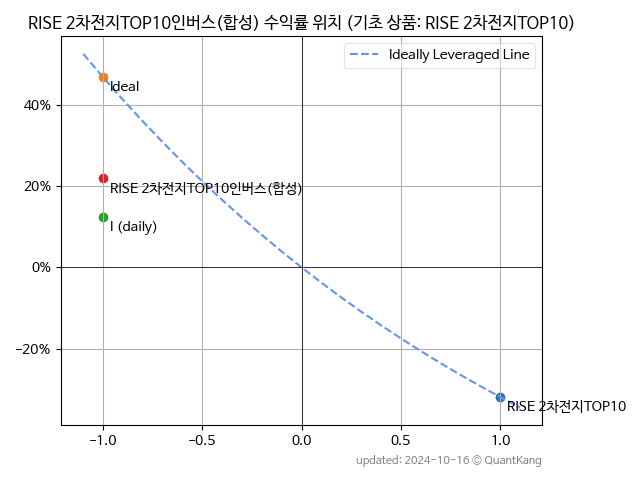 RISE 2차전지TOP10인버스(합성) 수익률 위치 (기초 상품: RISE 2차전지TOP10)
Ideally Leveraged Line
Ideal
40%
RISE 2차전지TOP10인버스(합성)
20%
I (daily)
0%
−20%
RISE 2차전지TOP10
−1.0 −0.5 0.0 0.5 1.0
updated: 2024-10-16 © QuantKang